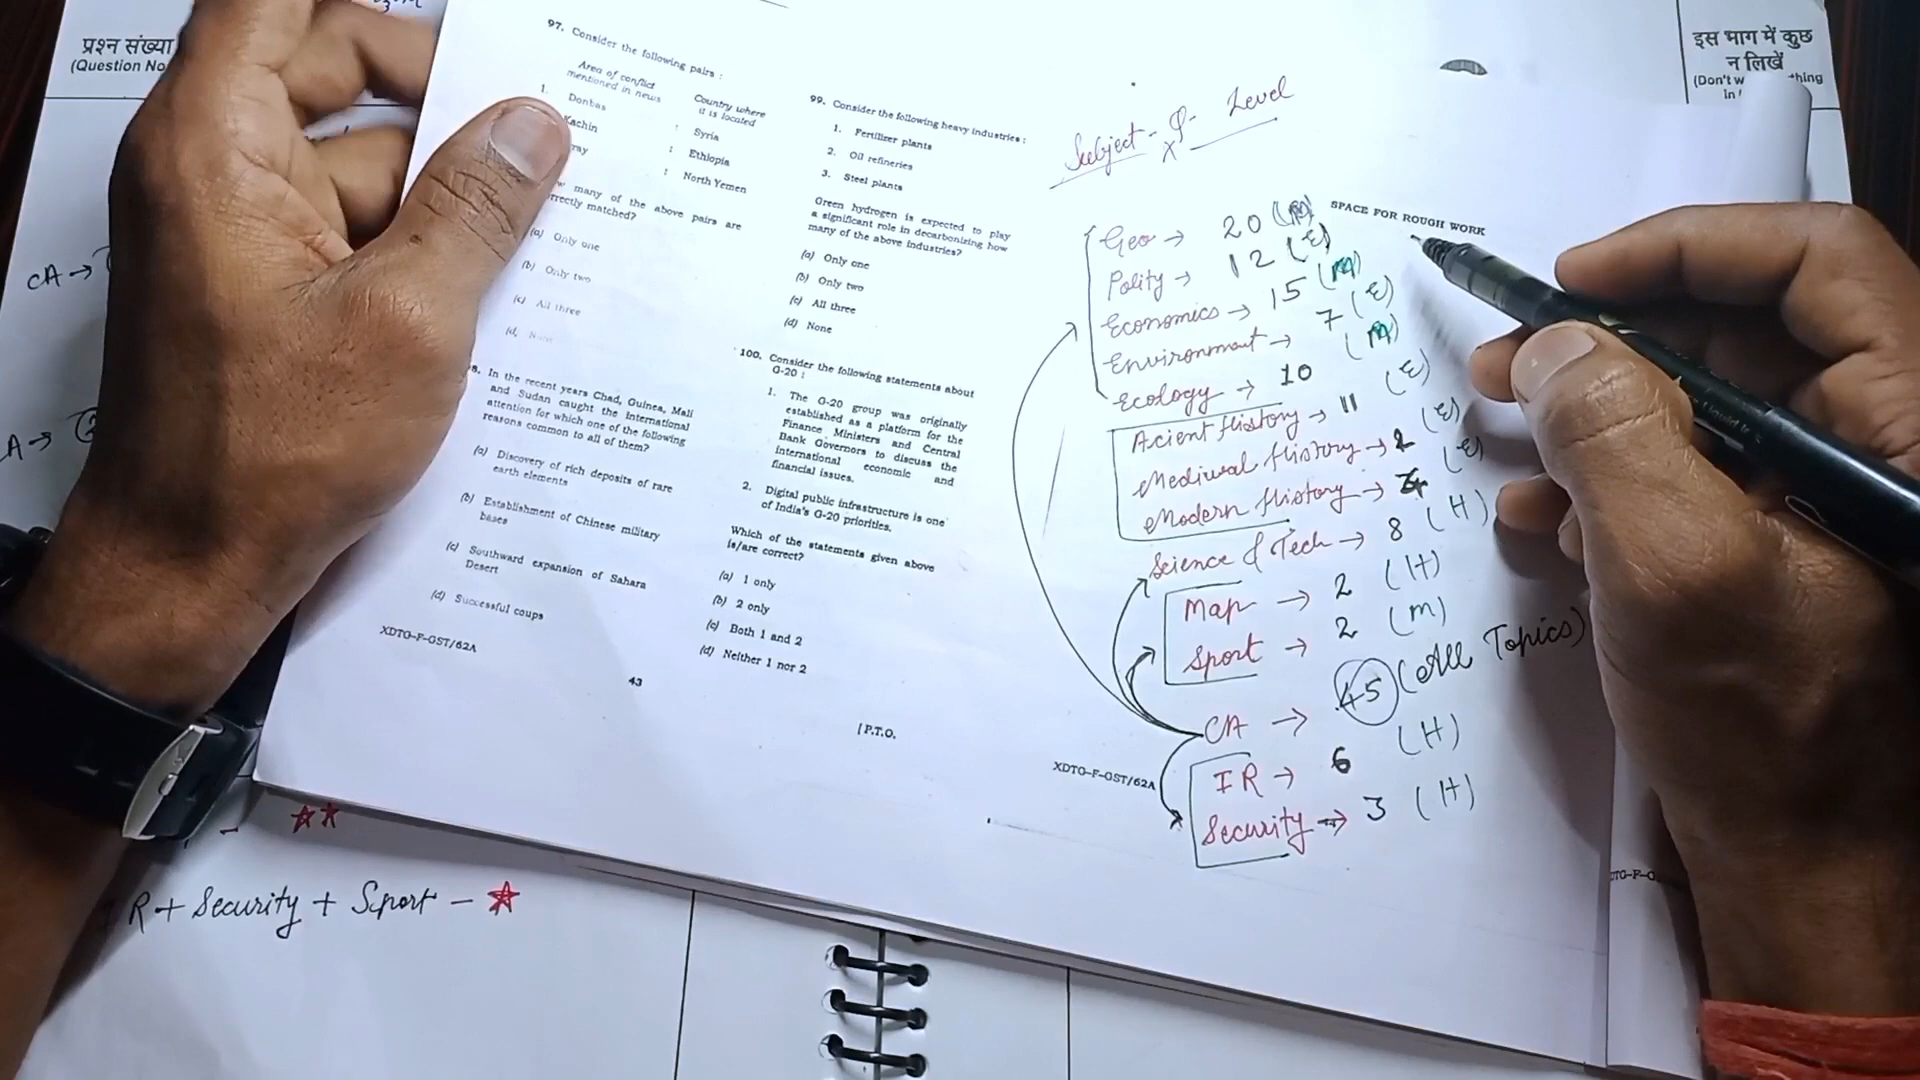 प्रश्न संख्या
(Question No
CA →
A →
97. Consider the following pairs :
Area of conflict
mentioned in news
Country where
it is located
1. Donbas : Syria
Kachin : Ethiopia
ray : North Yemen
w many of the above pairs are
rrectly matched?
(a) Only one
(b) Only two
(c) All three
(d) None
8. In the recent years Chad, Guinea, Mali
and Sudan caught the international
attention for which one of the following
reasons common to all of them?
(a) Discovery of rich deposits of rare
earth elements
(b) Establishment of Chinese military
bases
(c) Southward expansion of Sahara
Desert
(d) Successful coups
XDTG-F-GST/62A
43
99. Consider the following heavy industries :
1. Fertilizer plants
2. Oil refineries
3. Steel plants
Green hydrogen is expected to play
a significant role in decarbonizing how
many of the above industries?
(a) Only one
(b) Only two
(c) All three
(d) None
100. Consider the following statements about
G-20 :
1. The G-20 group was originally
established as a platform for the
Finance Ministers and Central
Bank Governors to discuss the
international economic and
financial issues.
2. Digital public infrastructure is one
of India's G-20 priorities.
Which of the statements given above
is/are correct?
(a) 1 only
(b) 2 only
(c) Both 1 and 2
(d) Neither 1 nor 2
[ P.T.O.
Subject - Q - Level
SPACE FOR ROUGH WORK
Geo → 20 (M)
Polity → 12 (E)
Economics → 15 (M)
Environment → 7 (E)
Ecology → 10 (M)
Acient History → 11 (E)
Mediwal History → 2 (E)
Modern History → (E)
Science & Tech → 8 (H)
Map → 2 (H)
Sport → 2 (M)
CA → 45 (All Topics)
IR → 6 (H)
Security → 3 (H)
XDTG-F-GST/62A
इस भाग में कुछ
न लिखें
(Don't w thing
in
R + Security + Sport -